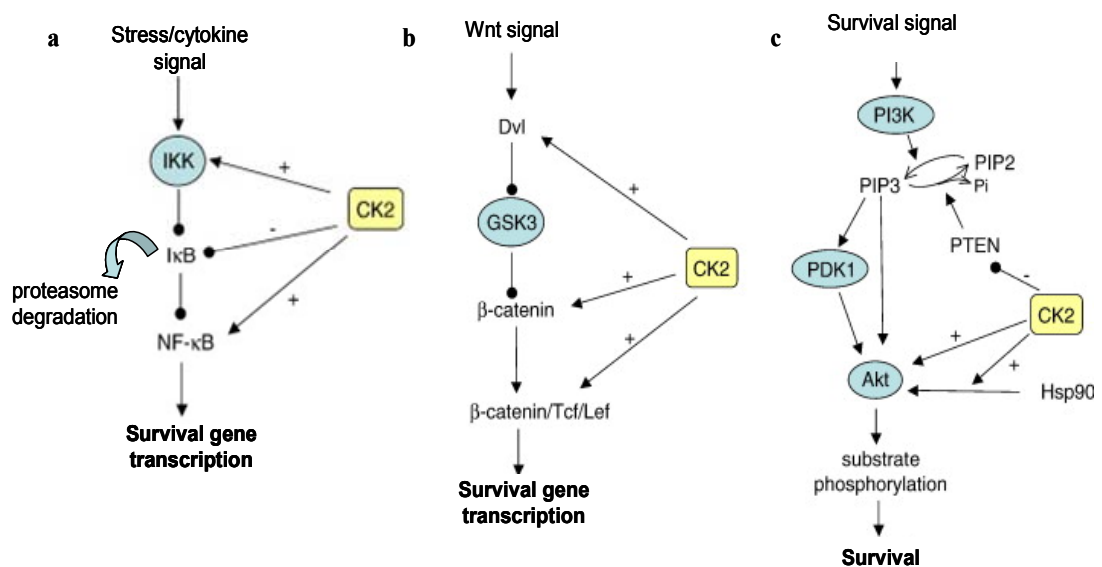 a
Stress/cytokine
signal
IKK
+
CK2
-
IκB
proteasome
degradation
+
NF-κB
Survival gene
transcription
b
Wnt signal
Dvl
+
GSK3
CK2
+
β-catenin
+
β-catenin/Tcf/Lef
Survival gene
transcription
c
Survival signal
PI3K
PIP2
PIP3
Pi
PTEN
PDK1
-
CK2
+
+
Akt
Hsp90
substrate
phosphorylation
Survival